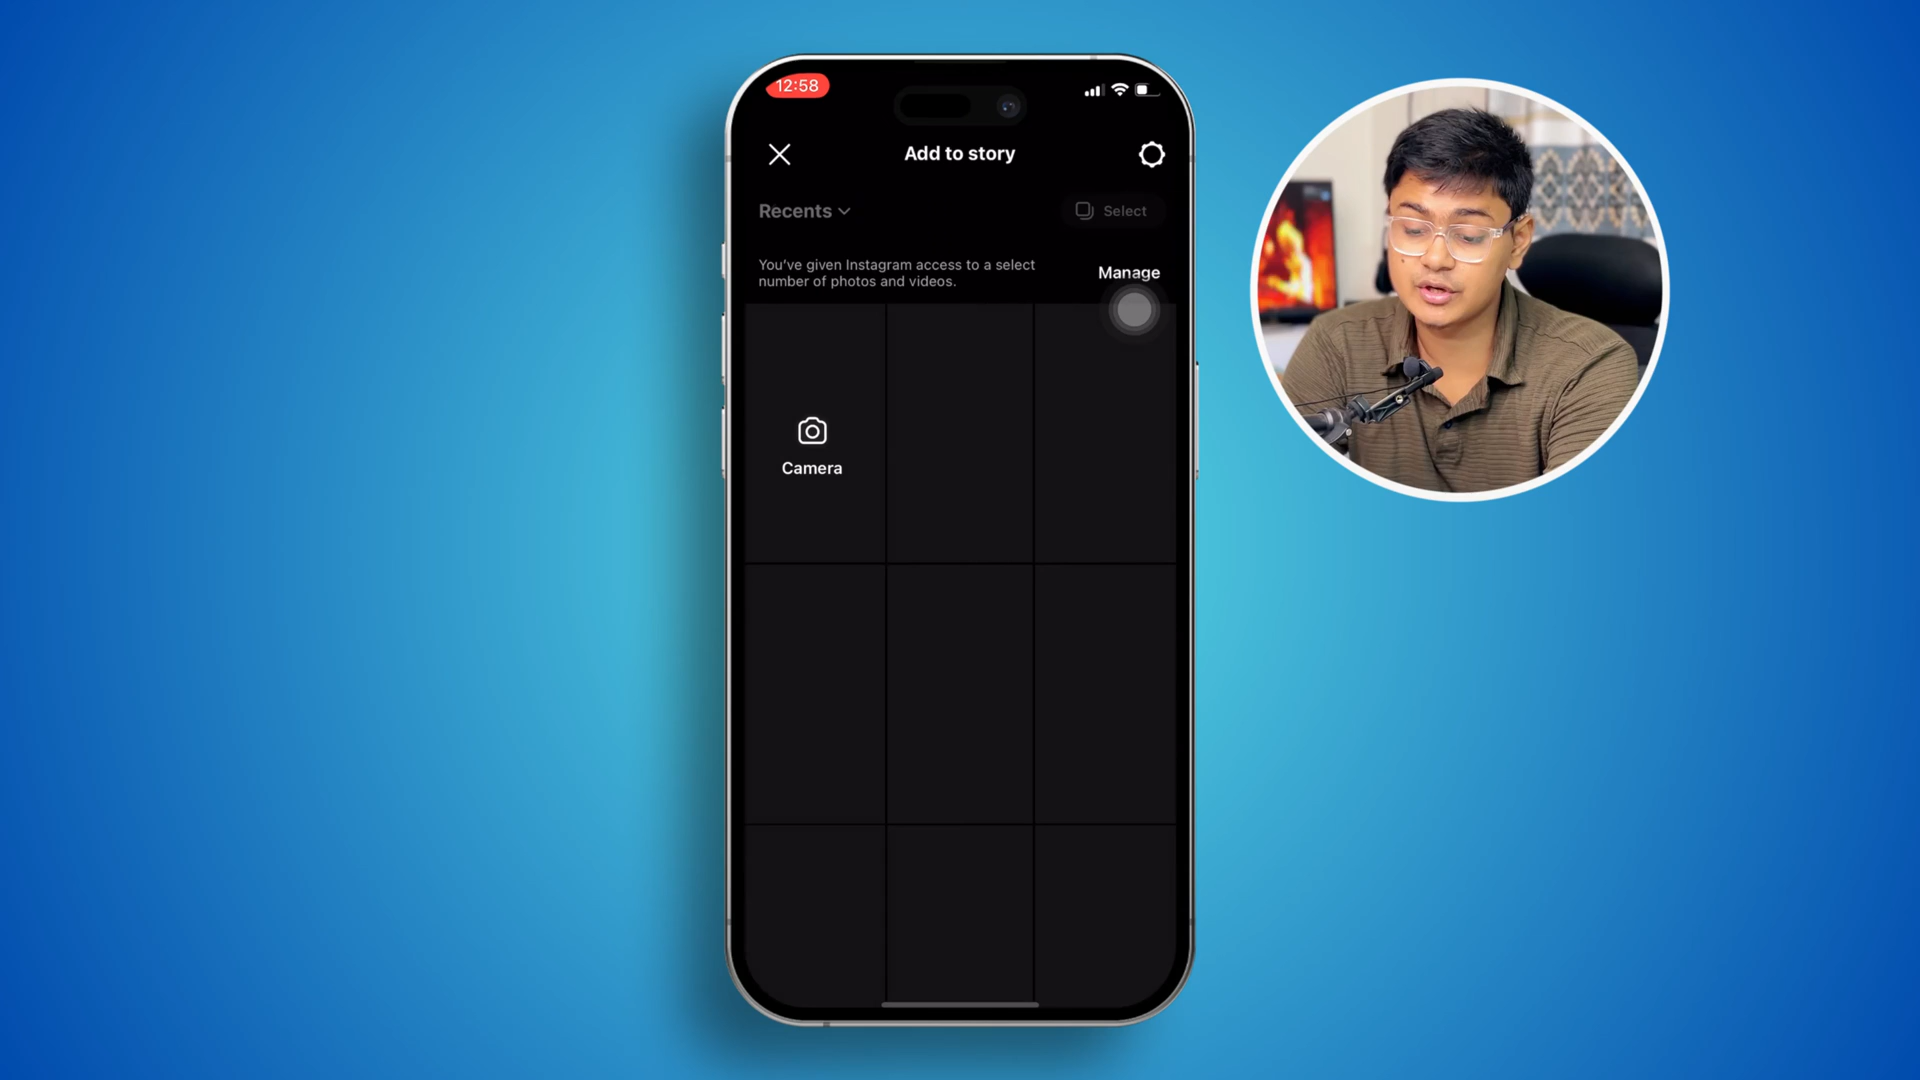 12:58
Add to story
Recents
Select
You've given Instagram access to a select
number of photos and videos.
Manage
Camera